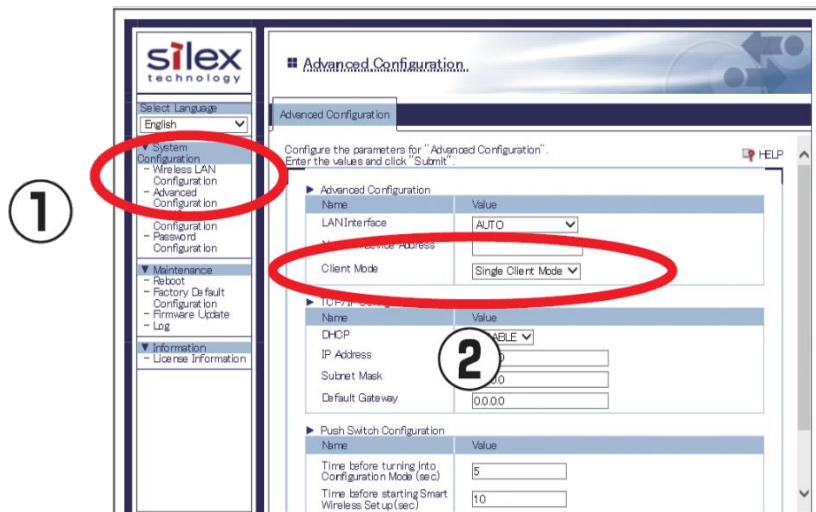 silex
technology
Select Language
English
▼ System
Configuration
- Wireless LAN
Configuration
- Advanced
Configuration
Configuration
- Password
Configuration
▼ Maintenance
- Reboot
- Factory Default
Configuration
- Firmware Update
- Log
▼ Information
- License Information
1
Advanced Configuration
Advanced Configuration
Configure the parameters for "Advanced Configuration".
Enter the values and click "Submit".
HELP
▶ Advanced Configuration
Name Value
LAN Interface AUTO
Address
Client Mode Single Client Mode
▶ TCP/IP
Name Value
DHCP
IP Address
Subnet Mask
Default Gateway 0.0.0.0
2
▶ Push Switch Configuration
Name Value
Time before turning into
Configuration Mode (sec) 5
Time before starting Smart
Wireless Setup(sec) 10